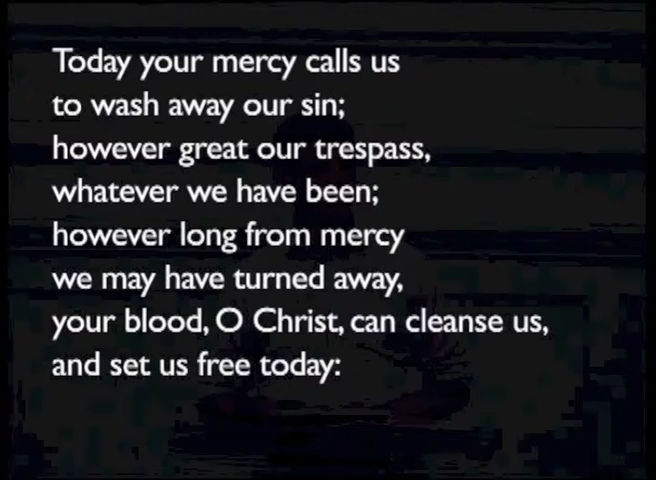 Today your mercy calls us
to wash away our sin;
however great our trespass,
whatever we have been;
however long from mercy
we may have turned away,
your blood, O Christ, can cleanse us,
and set us free today: